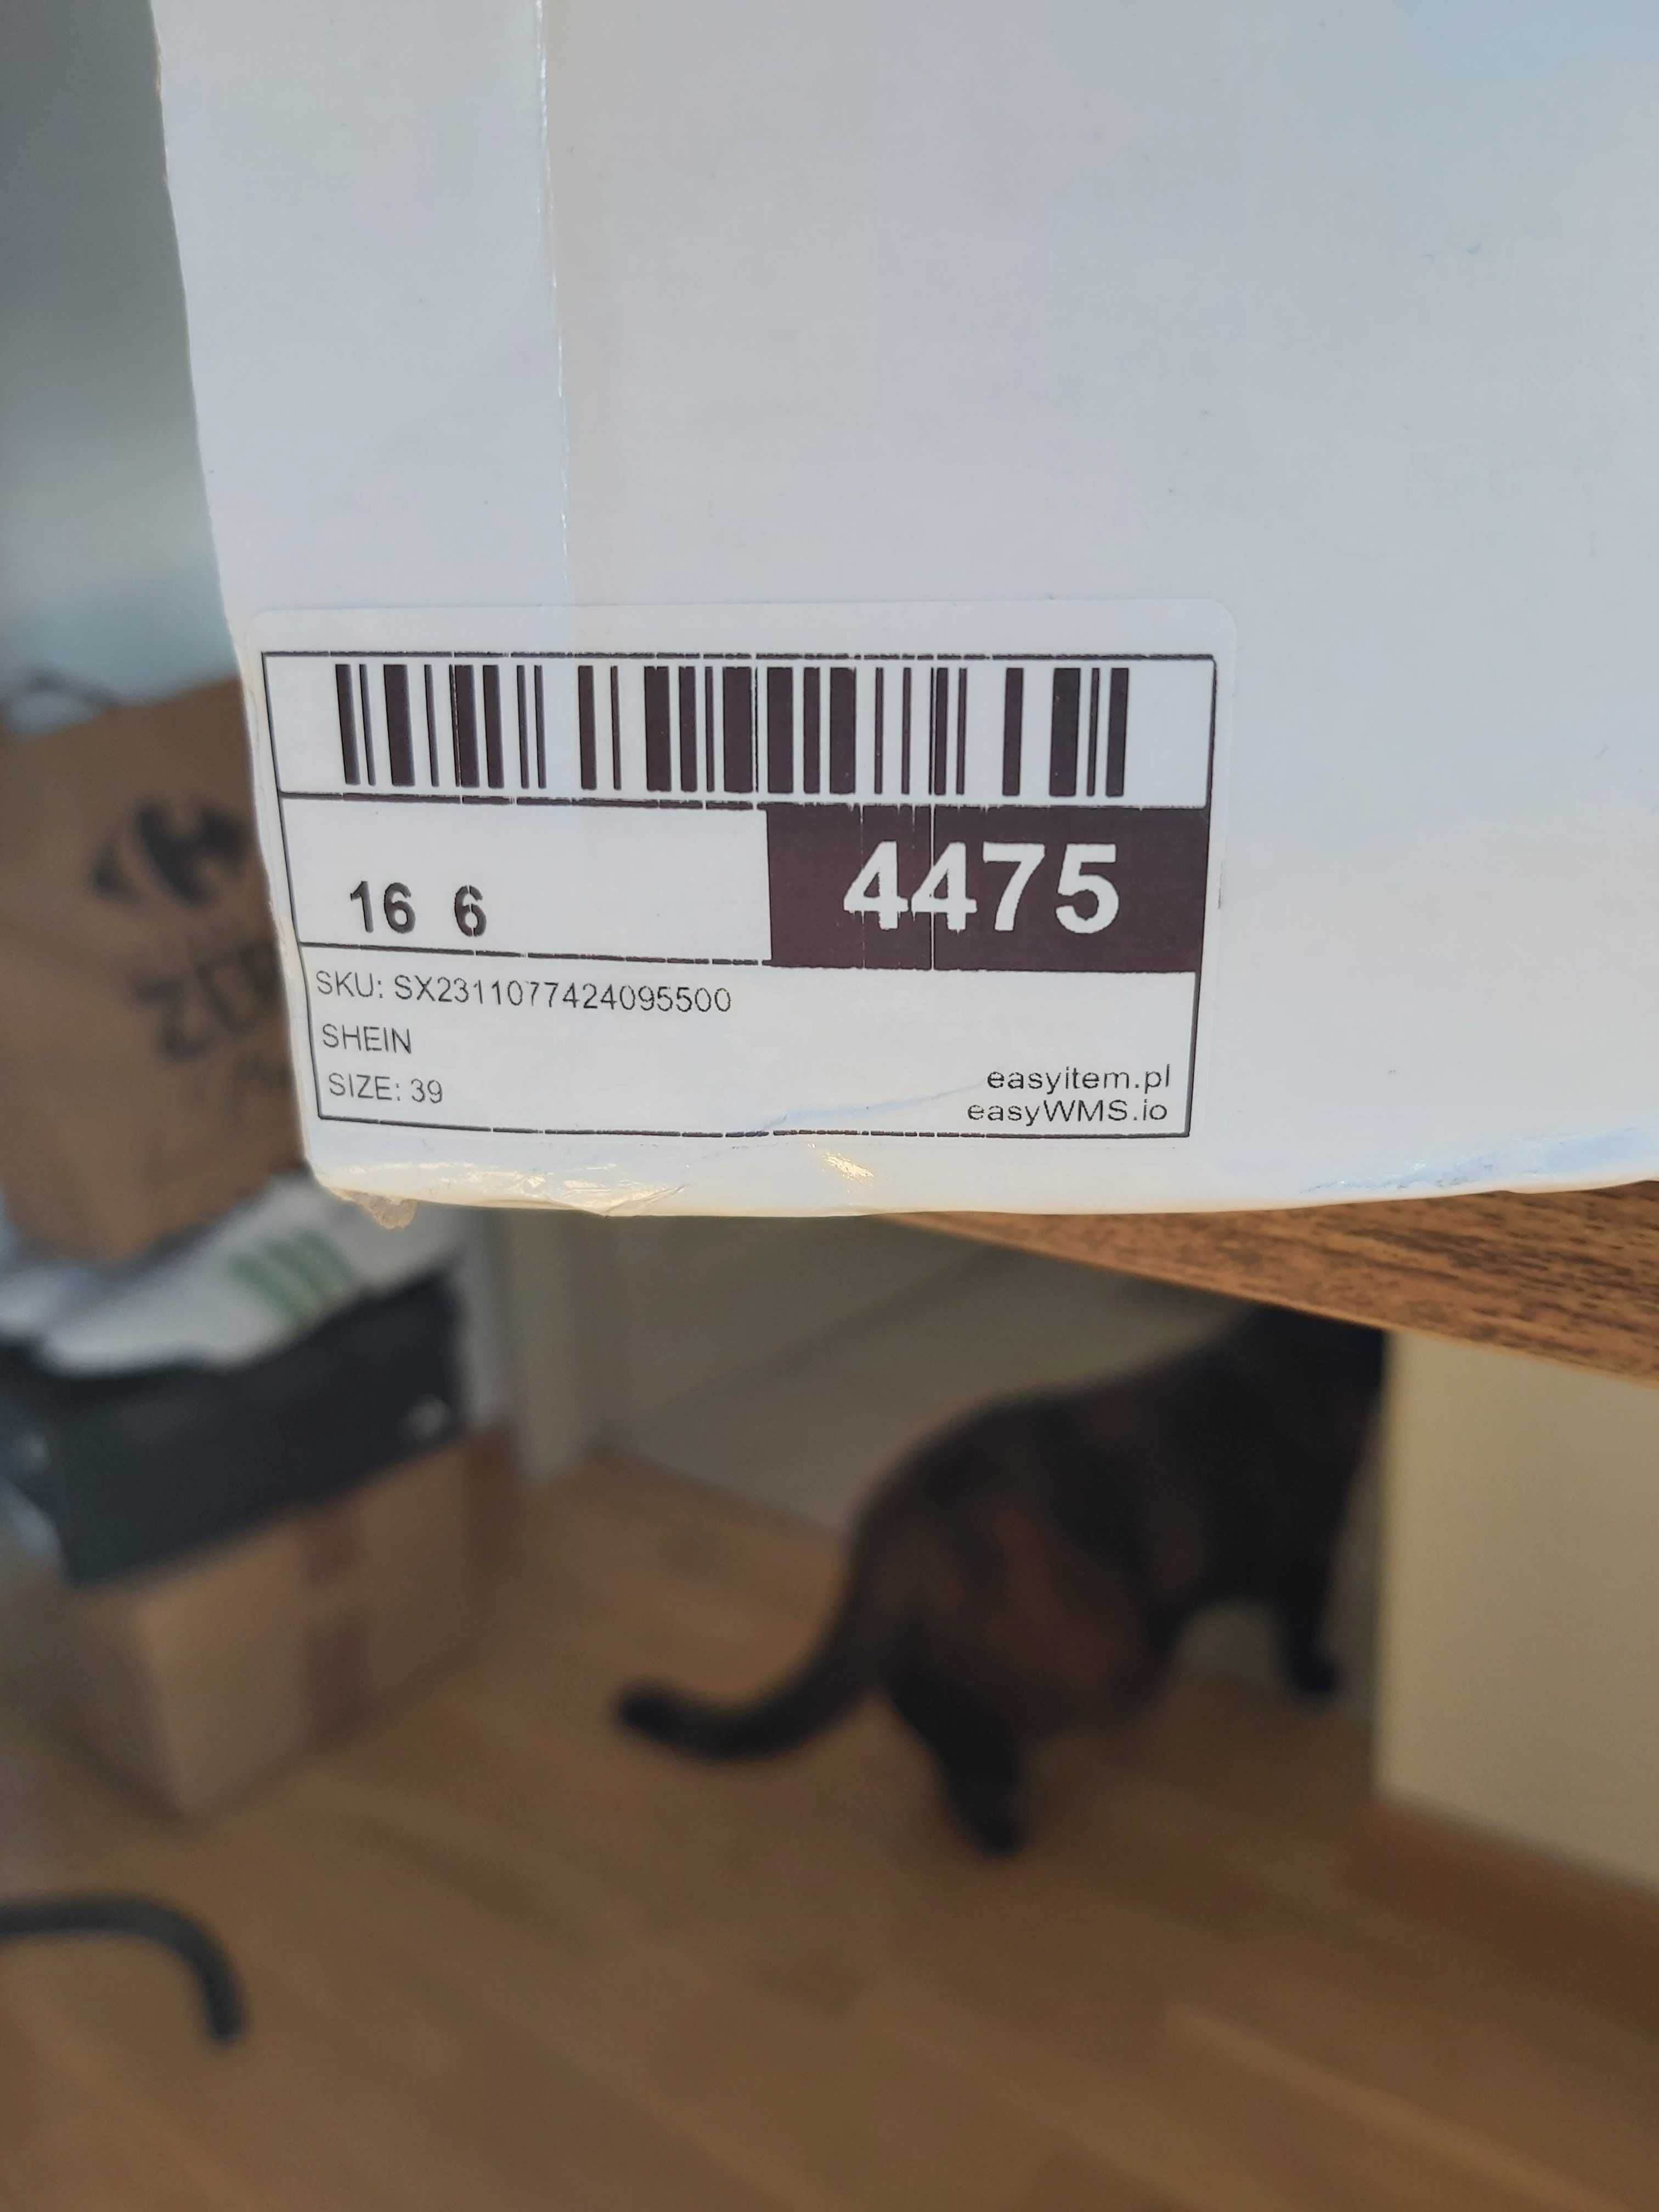 16 6
4475
SKU: SX2311077424095500
SHEIN
SIZE: 39
easyitem.pl
easyWMS.io